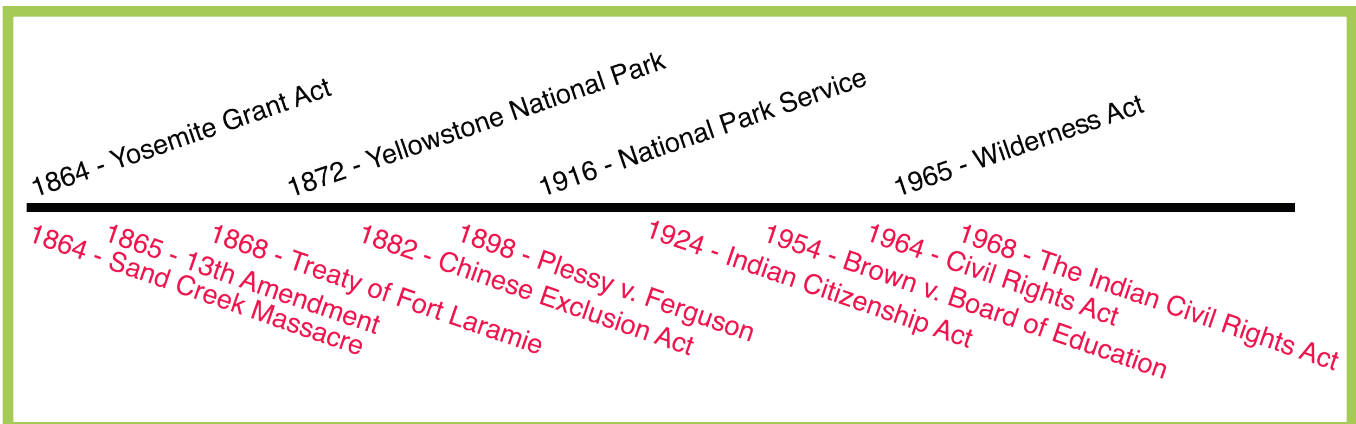 1864 - Yosemite Grant Act
1872 - Yellowstone National Park
1916 - National Park Service
1965 - Wilderness Act
1864 - Sand Creek Massacre
1865 - 13th Amendment
1868 - Treaty of Fort Laramie
1882 - Chinese Exclusion Act
1898 - Plessy v. Ferguson
1924 - Indian Citizenship Act
1954 - Brown v. Board of Education
1964 - Civil Rights Act
1968 - The Indian Civil Rights Act